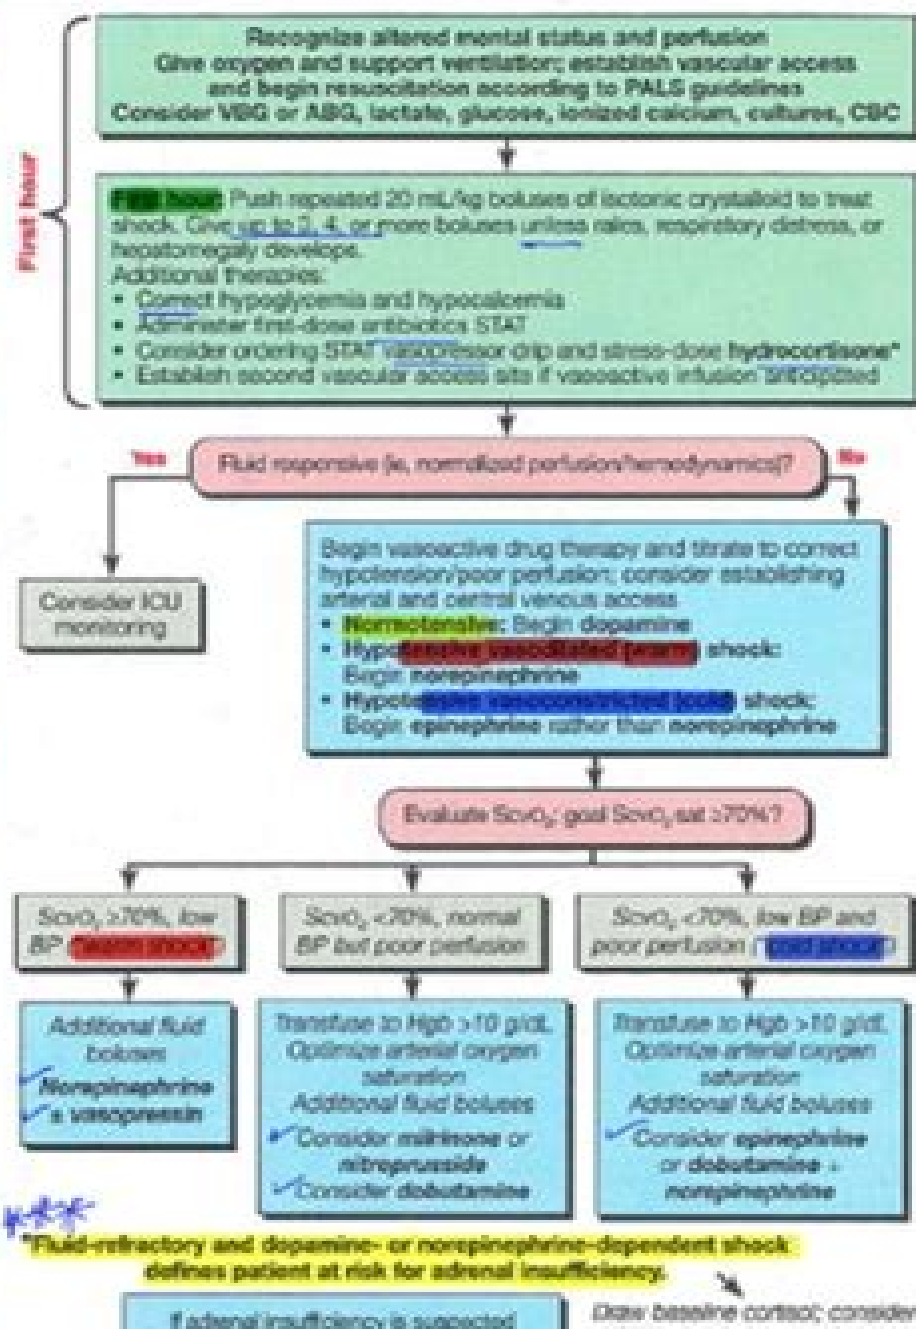 Recognize altered mental status and perfusion
Give oxygen and support ventilation; establish vascular access
and begin resuscitation according to PALS guidelines
Consider VBG or ABG, lactate, glucose, ionized calcium, cultures, CBC
First hour
First hour: Push repeated 20 mL/kg boluses of isotonic crystalloid to treat
shock. Give up to 3, 4, or more boluses unless rales, respiratory distress, or
hepatomegaly develops.
Additional therapies:
• Correct hypoglycemia and hypocalcemia
• Administer first-dose antibiotics STAT
• Consider ordering STAT vasopressor drip and stress-dose hydrocortisone*
• Establish second vascular access site if vasoactive infusion anticipated
Fluid responsive (ie, normalized perfusion/hemodynamics)?
Yes
No
Consider ICU
monitoring
Begin vasoactive drug therapy and titrate to correct
hypotension/poor perfusion; consider establishing
arterial and central venous access
• Normotensive: Begin dopamine
• Hypotensive vasodilated (warm) shock:
Begin norepinephrine
• Hypotensive vasoconstricted (cold) shock:
Begin epinephrine rather than norepinephrine
Evaluate ScvO₂; goal ScvO₂ sat ≥70%?
ScvO₂ ≥70%, low
BP ("warm shock")
Additional fluid
boluses
Norepinephrine
± vasopressin
ScvO₂ <70%, normal
BP but poor perfusion
Transfuse to Hgb >10 g/dL
Optimize arterial oxygen
saturation
Additional fluid boluses
Consider milrinone or
nitroprusside
Consider dobutamine
ScvO₂ <70%, low BP and
poor perfusion ("cold shock")
Transfuse to Hgb >10 g/dL
Optimize arterial oxygen
saturation
Additional fluid boluses
Consider epinephrine
or dobutamine +
norepinephrine
*Fluid-refractory and dopamine- or norepinephrine-dependent shock
defines patient at risk for adrenal insufficiency.
Draw baseline cortisol; consider
If adrenal insufficiency is suspected